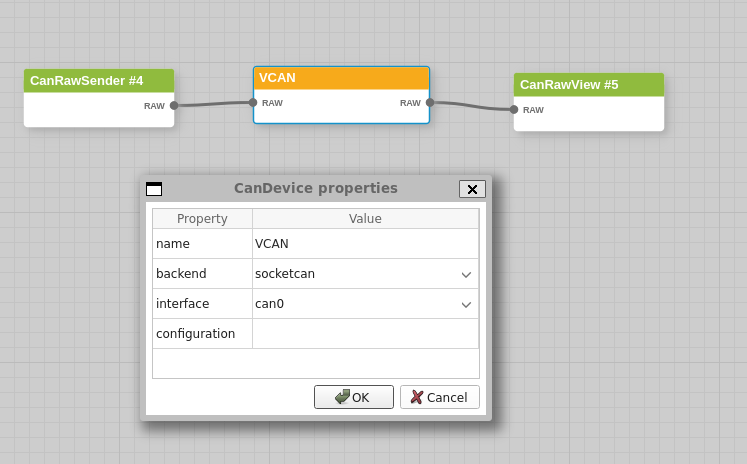 CanRawSender #4
RAW
VCAN
RAW RAW
CanRawView #5
RAW
CanDevice properties
Property Value
name VCAN
backend socketcan
interface can0
configuration
OK Cancel